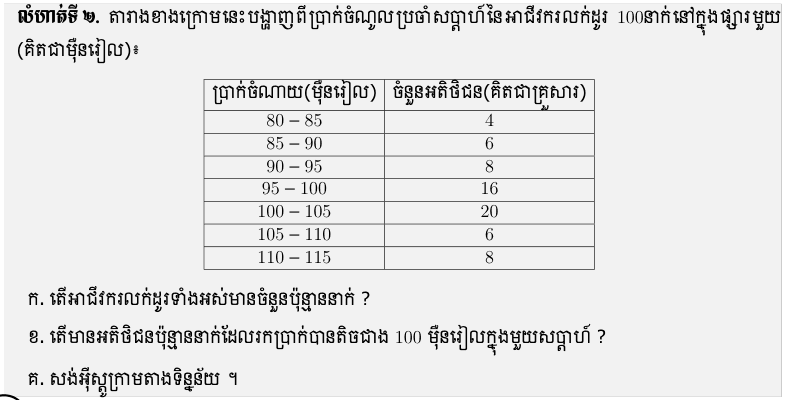 លំហាត់ទី ២. តារាងខាងក្រោមនេះបង្ហាញពីប្រាក់ចំណូលប្រចាំសប្តាហ៍នៃអាជីវករលក់ដូរ 100នាក់នៅក្នុងផ្សារមួយ
(គិតជាម៉ឺនរៀល)៖
ប្រាក់ចំណាយ(ម៉ឺនរៀល) ចំនួនអតិថិជន(គិតជាគ្រួសារ)
80 – 85 4
85 – 90 6
90 – 95 8
95 – 100 16
100 – 105 20
105 – 110 6
110 – 115 8
ក. តើអាជីវករលក់ដូរទាំងអស់មានចំនួនប៉ុន្មាននាក់ ?
ខ. តើមានអតិថិជនប៉ុន្មាននាក់ដែលរកប្រាក់បានតិចជាង 100 ម៉ឺនរៀលក្នុងមួយសប្តាហ៍ ?
គ. សង់អ៊ីស្តូក្រាមតាងទិន្នន័យ ។